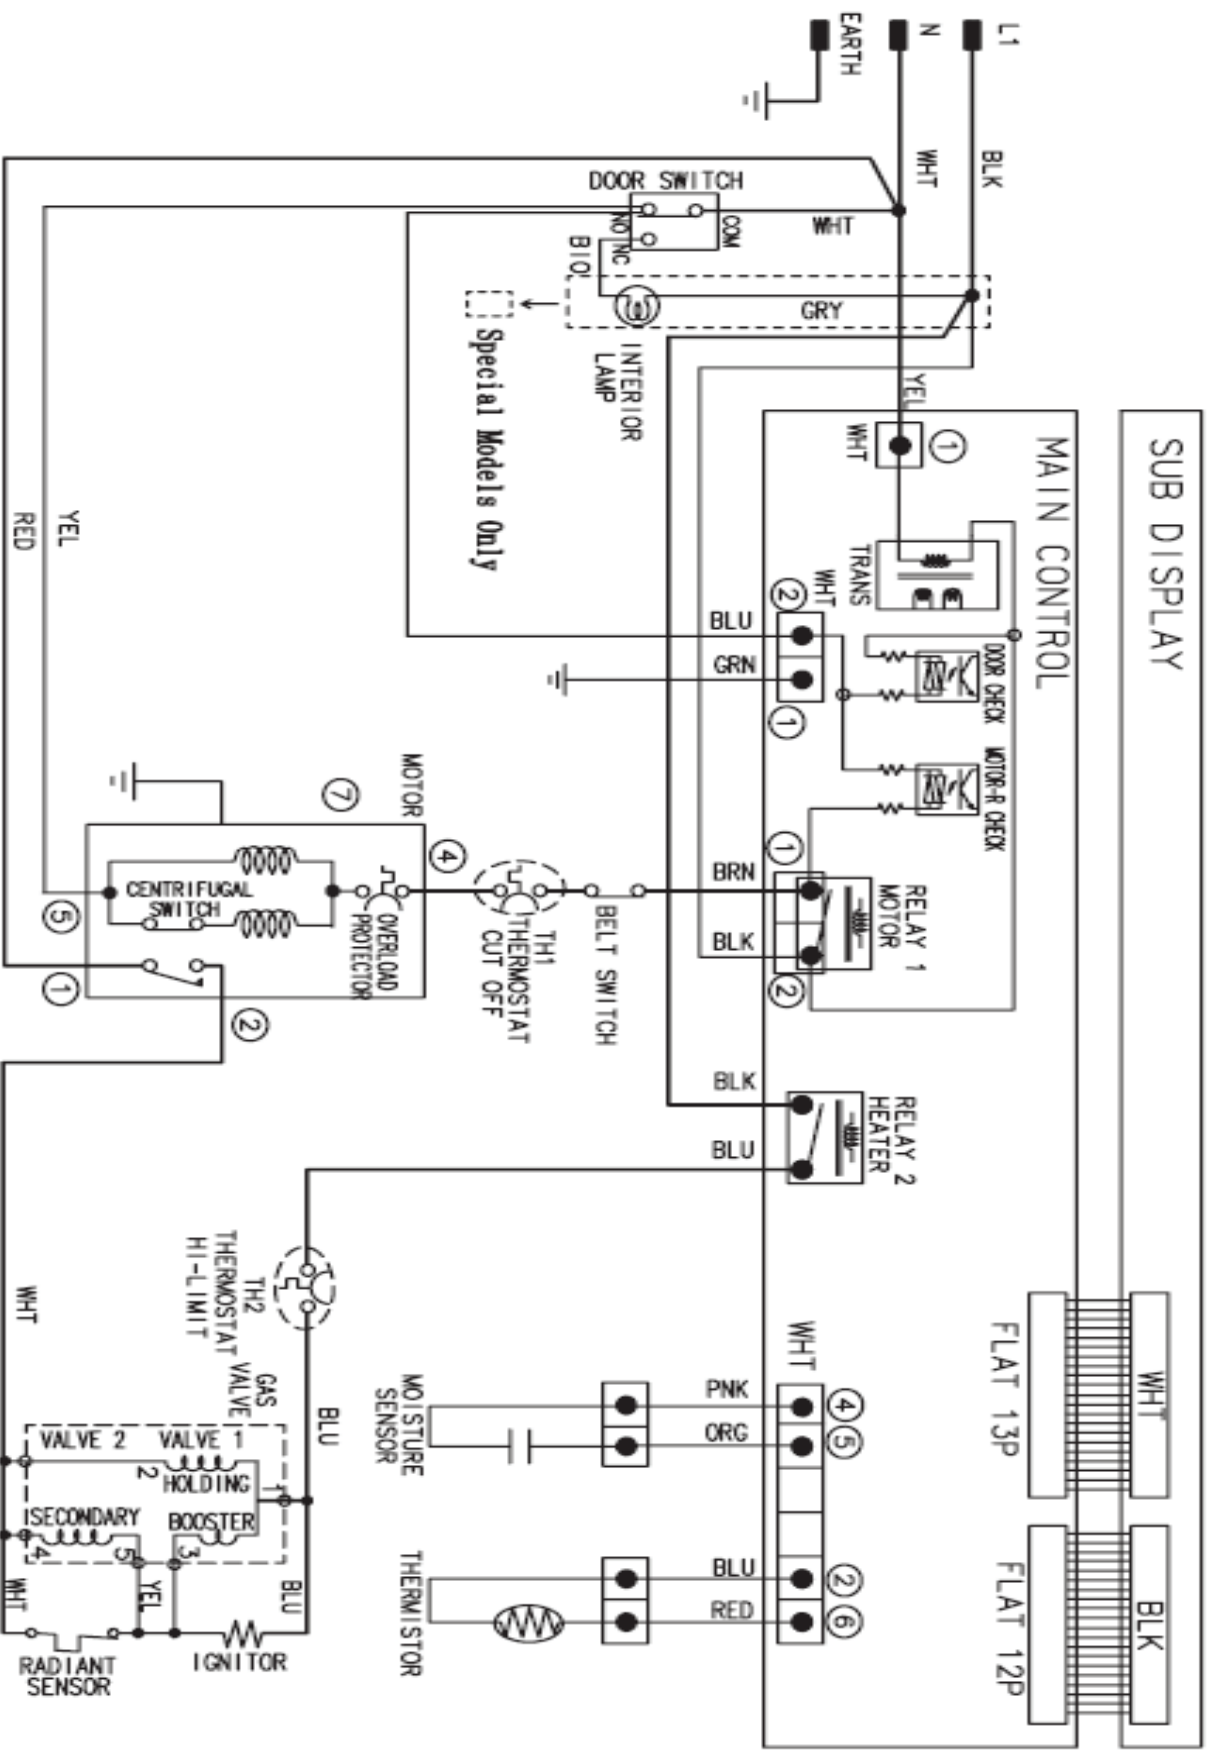 L1
N
EARTH
BLK
WHT
DOOR SWITCH
COM
NO
NC
WHT
BIO
GRY
INTERIOR
LAMP
Special Models Only
YEL
RED
SUB DISPLAY
MAIN CONTROL
YEL
1
WHT
TRANS
WHT
2
1
BLU
GRN
DOOR CHECK
MOTOR-R CHECK
RELAY 1
MOTOR
1
2
BRN
BLK
BELT SWITCH
TH1
THERMOSTAT
CUT OFF
MOTOR
7
4
OVERLOAD
PROTECTOR
CENTRIFUGAL
SWITCH
5
1
2
RELAY 2
HEATER
BLK
BLU
TH2
THERMOSTAT
HI-LIMIT
WHT
BLU
GAS
VALVE
VALVE 2
VALVE 1
2
HOLDING
1
SECONDARY
BOOSTER
4
5
3
WHT
YEL
BLU
RADIANT
SENSOR
IGNITOR
WHT
PNK
ORG
4
5
BLU
RED
2
6
MOISTURE
SENSOR
THERMISTOR
FLAT 13P
WHT
FLAT 12P
BLK